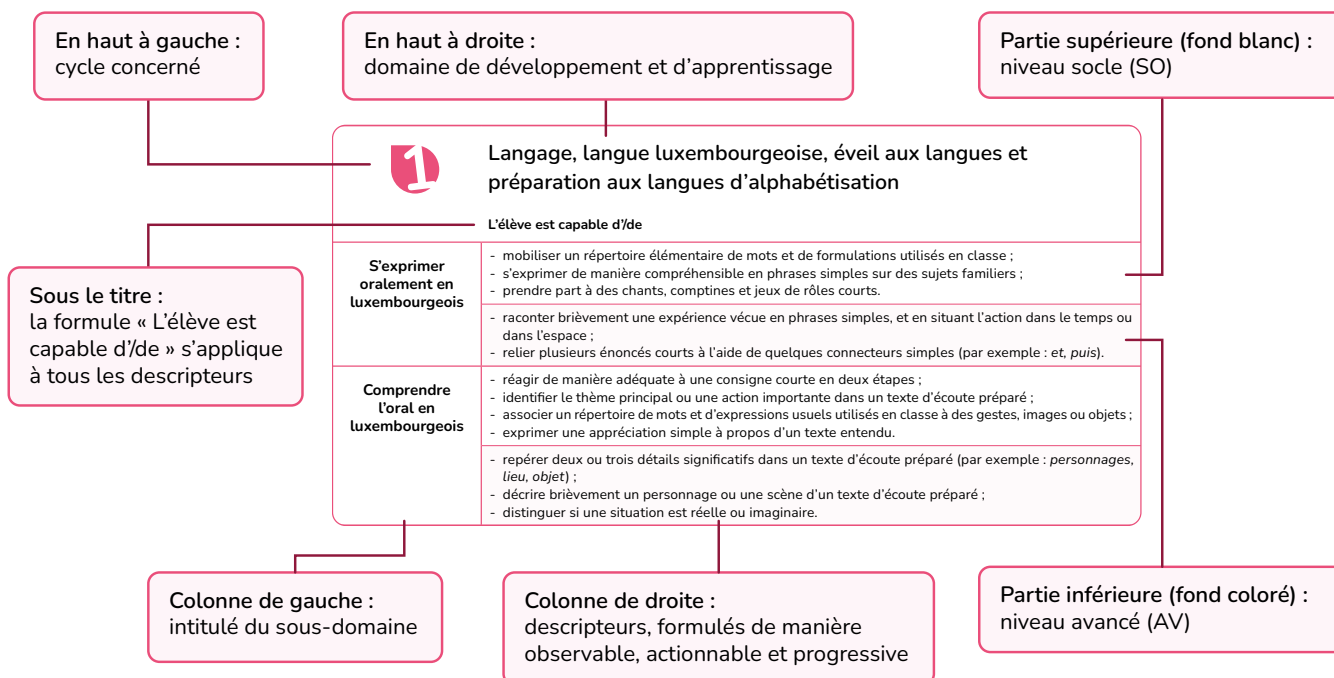 En haut à gauche :
cycle concerné
En haut à droite :
domaine de développement et d'apprentissage
Partie supérieure (fond blanc) :
niveau socle (SO)
1
Langage, langue luxembourgeoise, éveil aux langues et
préparation aux langues d'alphabétisation
L'élève est capable d'/de
Sous le titre :
la formule « L'élève est
capable d'/de » s'applique
à tous les descripteurs
S'exprimer
oralement en
luxembourgeois
- mobiliser un répertoire élémentaire de mots et de formulations utilisés en classe ;
- s'exprimer de manière compréhensible en phrases simples sur des sujets familiers ;
- prendre part à des chants, comptines et jeux de rôles courts.
- raconter brièvement une expérience vécue en phrases simples, et en situant l'action dans le temps ou
dans l'espace ;
- relier plusieurs énoncés courts à l'aide de quelques connecteurs simples (par exemple : et, puis).
Comprendre
l'oral en
luxembourgeois
- réagir de manière adéquate à une consigne courte en deux étapes ;
- identifier le thème principal ou une action importante dans un texte d'écoute préparé ;
- associer un répertoire de mots et d'expressions usuels utilisés en classe à des gestes, images ou objets ;
- exprimer une appréciation simple à propos d'un texte entendu.
- repérer deux ou trois détails significatifs dans un texte d'écoute préparé (par exemple : personnages,
lieu, objet) ;
- décrire brièvement un personnage ou une scène d'un texte d'écoute préparé ;
- distinguer si une situation est réelle ou imaginaire.
Colonne de gauche :
intitulé du sous-domaine
Colonne de droite :
descripteurs, formulés de manière
observable, actionnable et progressive
Partie inférieure (fond coloré) :
niveau avancé (AV)